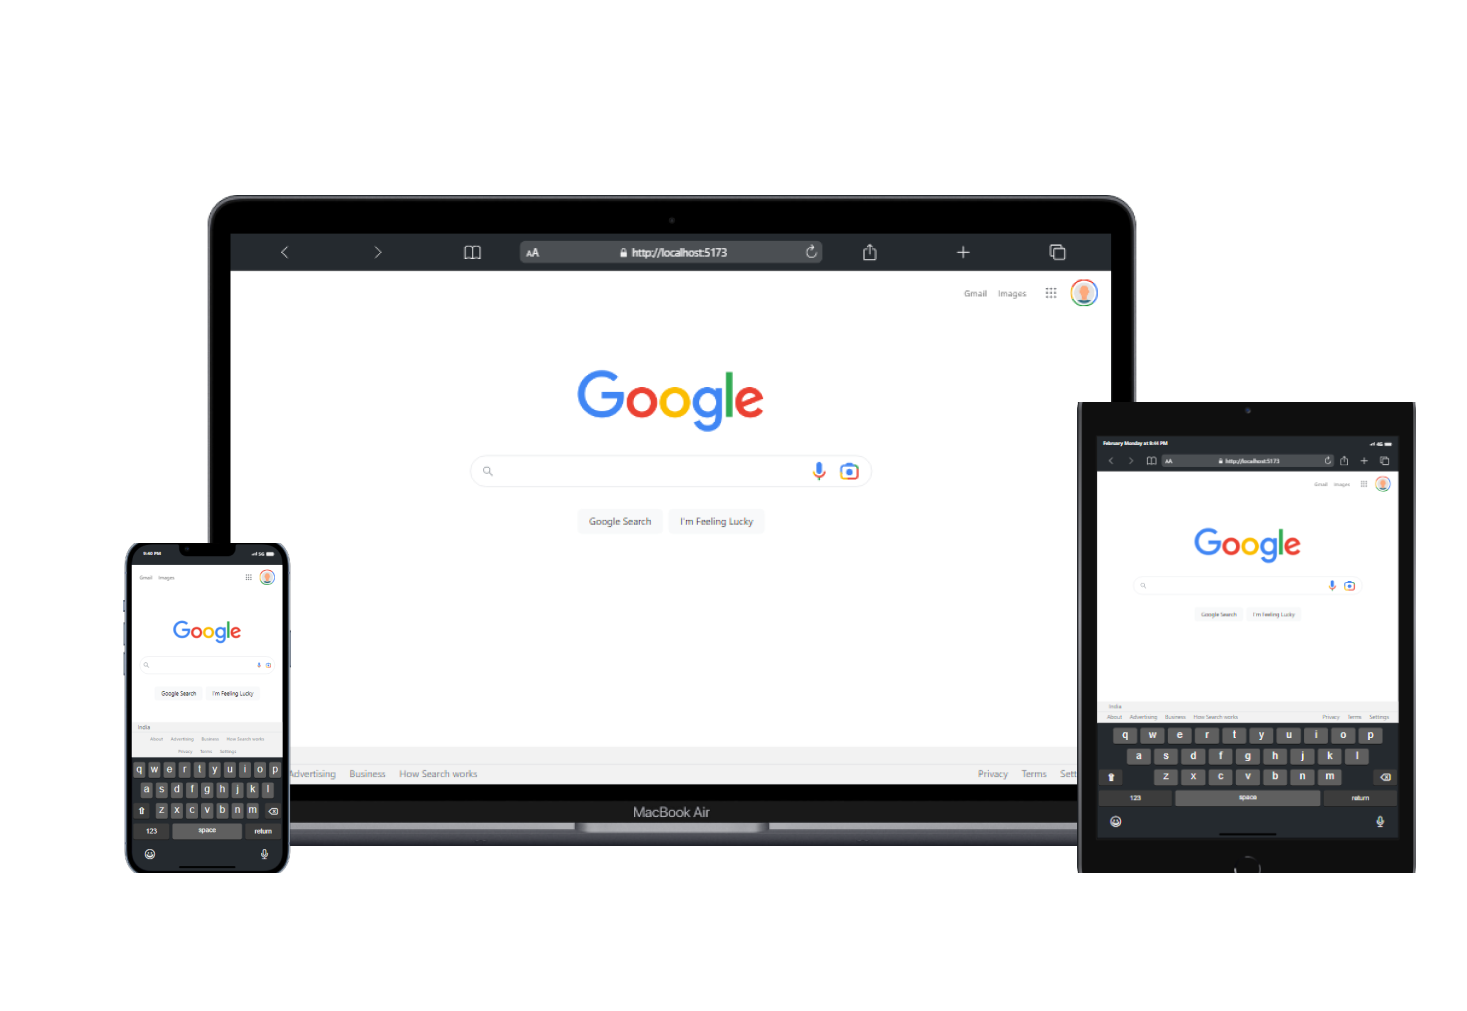 AA http://localhost:5173
Gmail Images
Google
Google Search I'm Feeling Lucky
Advertising Business How Search works Privacy Terms Sett
MacBook Air
9:40 PM 5G
Gmail Images
Google
Google Search I'm Feeling Lucky
India
About Advertising Business How Search works
Privacy Terms Settings
q w e r t y u i o p
a s d f g h j k l
z x c v b n m
123 space return
February Monday at 9:44 PM 4G
AA http://localhost:5173
Gmail Images
Google
Google Search I'm Feeling Lucky
India
About Advertising Business How Search works Privacy Terms Settings
q w e r t y u i o p
a s d f g h j k l
z x c v b n m
123 space return